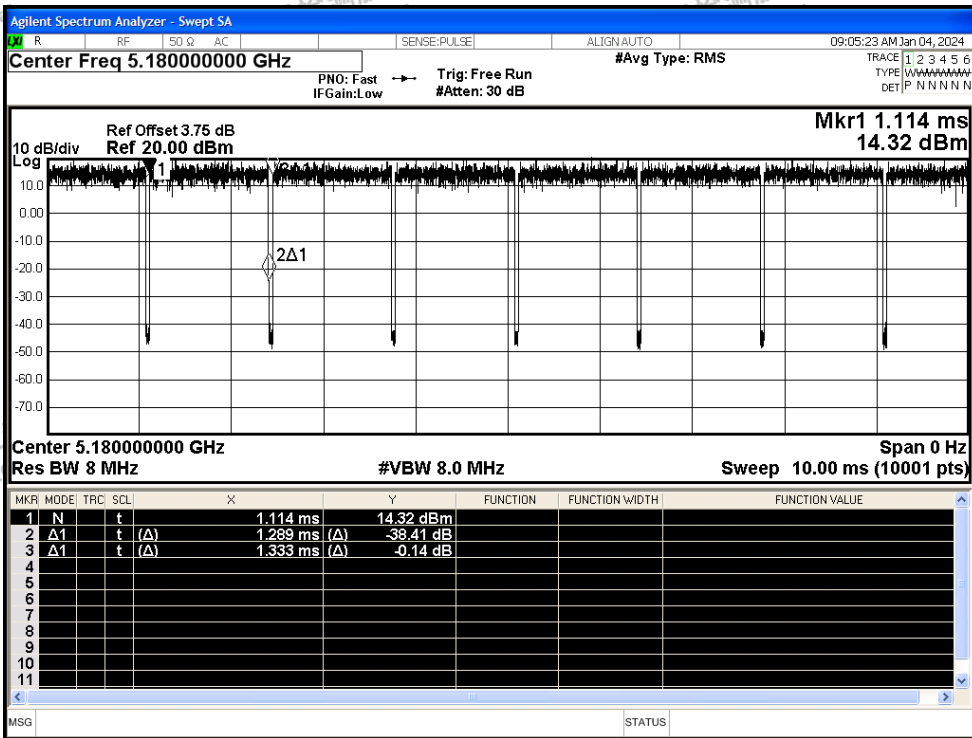 Agilent Spectrum Analyzer - Swept SA
LXI R RF 50 Ω AC SENSE:PULSE ALIGNAUTO 09:05:23 AM Jan 04, 2024
Center Freq 5.180000000 GHz #Avg Type: RMS TRACE 1 2 3 4 5 6
PNO: Fast Trig: Free Run TYPE WWWWWW
IFGain:Low #Atten: 30 dB DET P N N N N N
Mkr1 1.114 ms
Ref Offset 3.75 dB
10 dB/div Ref 20.00 dBm 14.32 dBm
Log
1
10.0
0.00
-10.0
2Δ1
-20.0
-30.0
-40.0
-50.0
-60.0
-70.0
Center 5.180000000 GHz Span 0 Hz
Res BW 8 MHz #VBW 8.0 MHz Sweep 10.00 ms (10001 pts)
MKR MODE TRC SCL X Y FUNCTION FUNCTION WIDTH FUNCTION VALUE
1 N t 1.114 ms 14.32 dBm
2 Δ1 t (Δ) 1.289 ms (Δ) -38.41 dB
3 Δ1 t (Δ) 1.333 ms (Δ) -0.14 dB
4
5
6
7
8
9
10
11
MSG STATUS